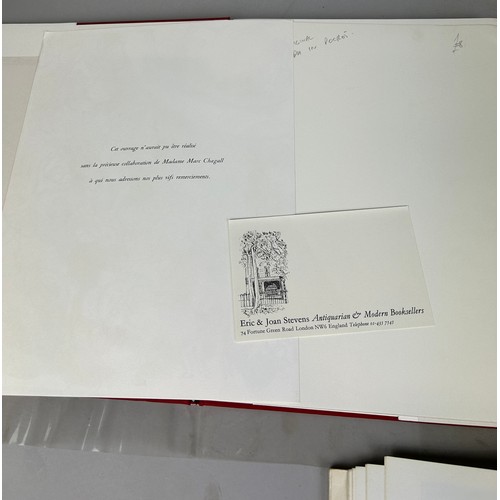 Cet ouvrage n'aurait pu être réalisé
sans la précieuse collaboration de Madame Marc Chagall
à qui nous adressons nos plus vifs remerciements.
Eric & Joan Stevens Antiquarian & Modern Booksellers
74 Fortune Green Road London NW6 England Telephone 01-435 7545